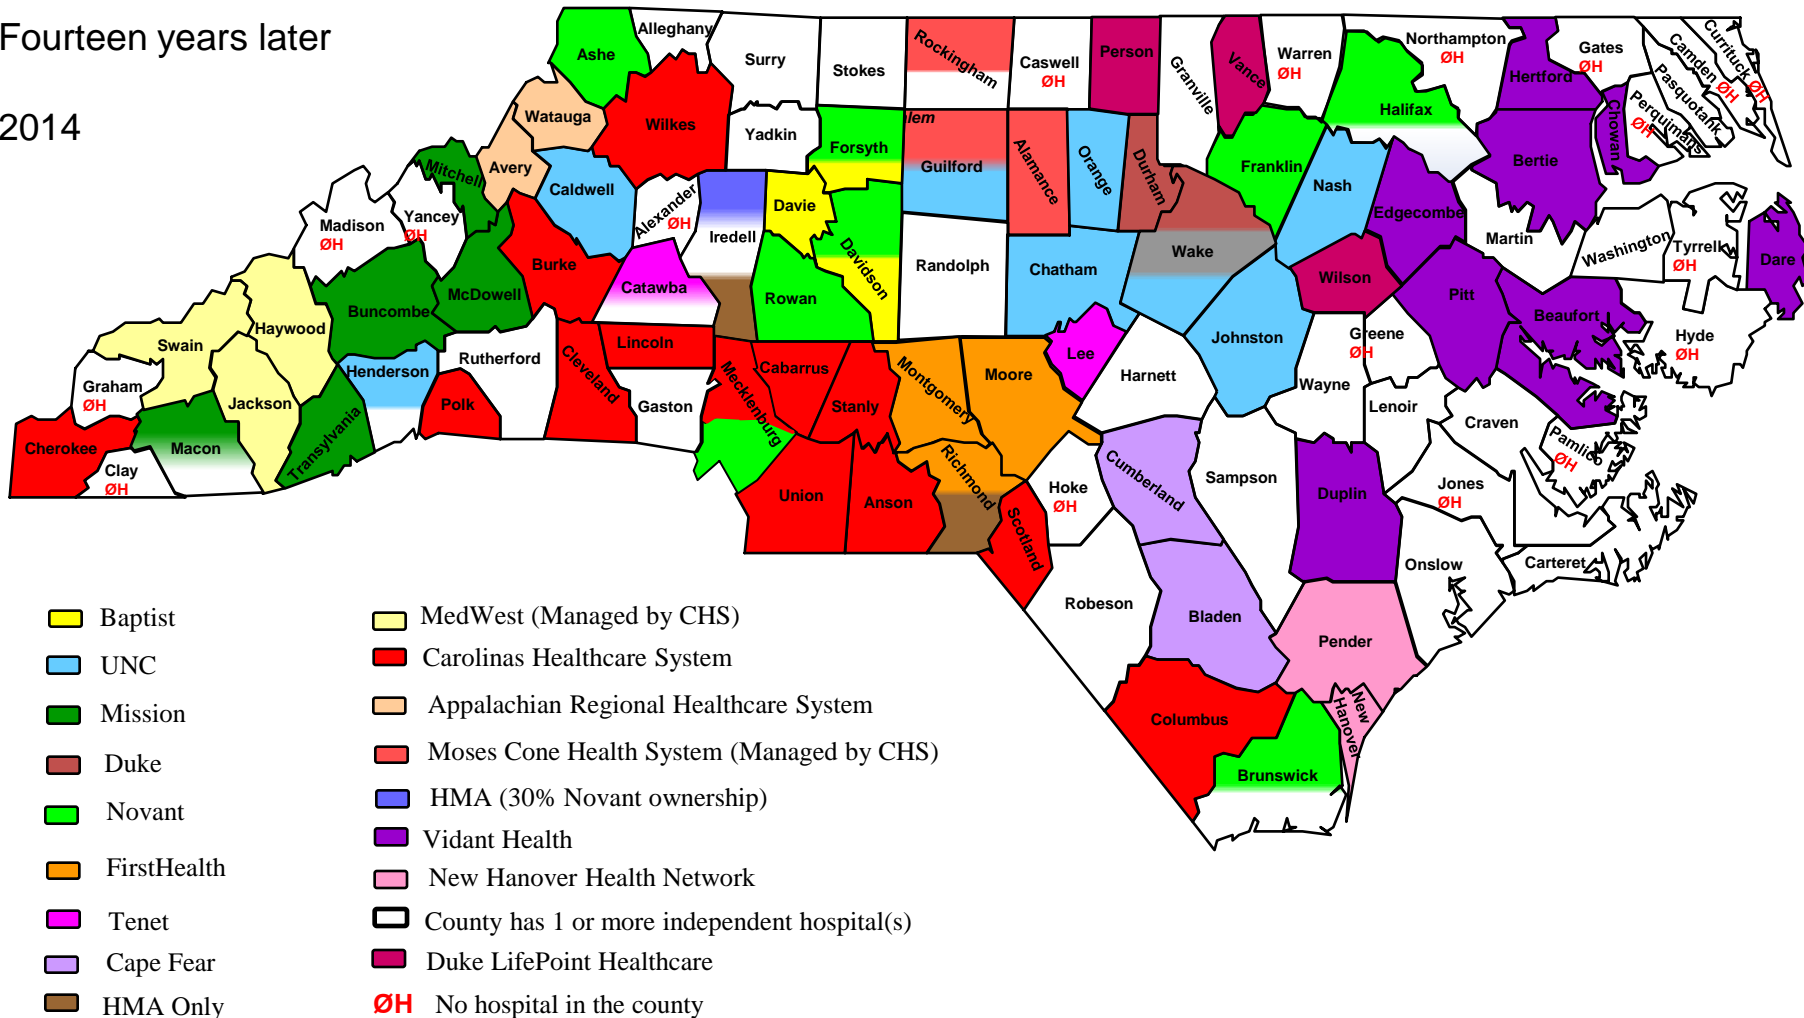 Fourteen years later
2014
Alleghany
Ashe
Surry
Stokes
Rockingham
Caswell
ØH
Person
Granville
Vance
Warren
ØH
Northampton
ØH
Hertford
Gates
ØH
Camden
ØH
Currituck
ØH
Pasquotank
Perquimans
ØH
Chowan
Watauga
Wilkes
Yadkin
Forsyth
lem
Guilford
Alamance
Orange
Durham
Franklin
Halifax
Nash
Bertie
Mitchell
Avery
Caldwell
Alexander
ØH
Iredell
Davie
Davidson
Edgecombe
Martin
Washington
Tyrrell
ØH
Dare
Madison
ØH
Yancey
ØH
Burke
McDowell
Buncombe
Catawba
Rowan
Randolph
Chatham
Wake
Wilson
Pitt
Beaufort
Hyde
ØH
Haywood
Swain
Graham
ØH
Jackson
Henderson
Rutherford
Polk
Cleveland
Lincoln
Gaston
Mecklenburg
Cabarrus
Stanly
Montgomery
Moore
Lee
Harnett
Johnston
Greene
ØH
Wayne
Lenoir
Craven
Pamlico
ØH
Jones
ØH
Cherokee
Clay
ØH
Macon
Transylvania
Union
Anson
Richmond
Scotland
Hoke
ØH
Cumberland
Sampson
Duplin
Onslow
Carteret
Robeson
Bladen
Pender
Columbus
Brunswick
New
Hanover
Baptist
UNC
Mission
Duke
Novant
FirstHealth
Tenet
Cape Fear
HMA Only
MedWest (Managed by CHS)
Carolinas Healthcare System
Appalachian Regional Healthcare System
Moses Cone Health System (Managed by CHS)
HMA (30% Novant ownership)
Vidant Health
New Hanover Health Network
County has 1 or more independent hospital(s)
Duke LifePoint Healthcare
ØH No hospital in the county